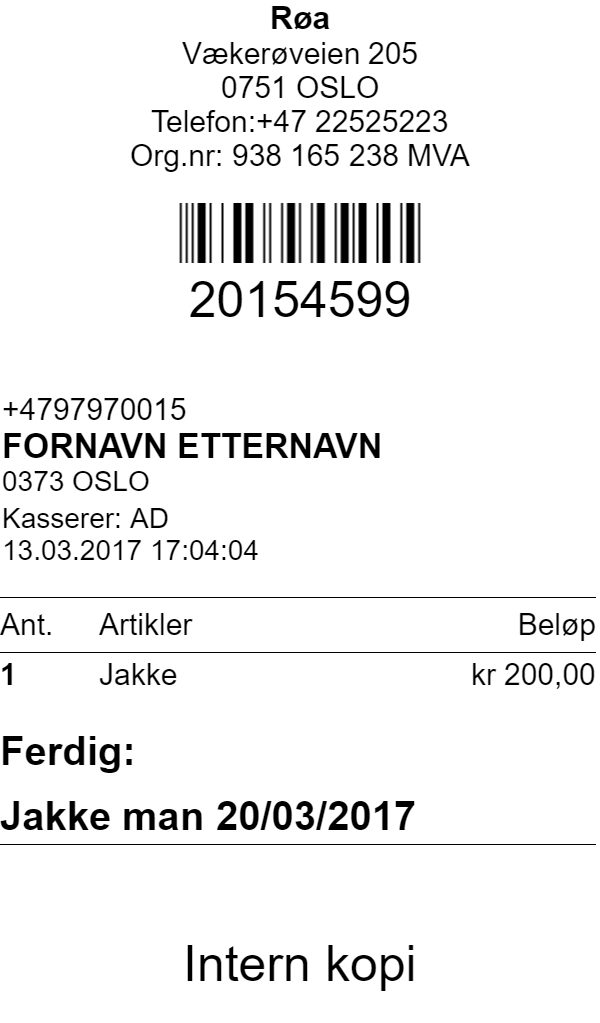 Røa
Vækerøveien 205
0751 OSLO
Telefon:+47 22525223
Org.nr: 938 165 238 MVA
20154599
+4797970015
FORNAVN ETTERNAVN
0373 OSLO
Kasserer: AD
13.03.2017 17:04:04
Ant. Artikler Beløp
1 Jakke kr 200,00
Ferdig:
Jakke man 20/03/2017
Intern kopi